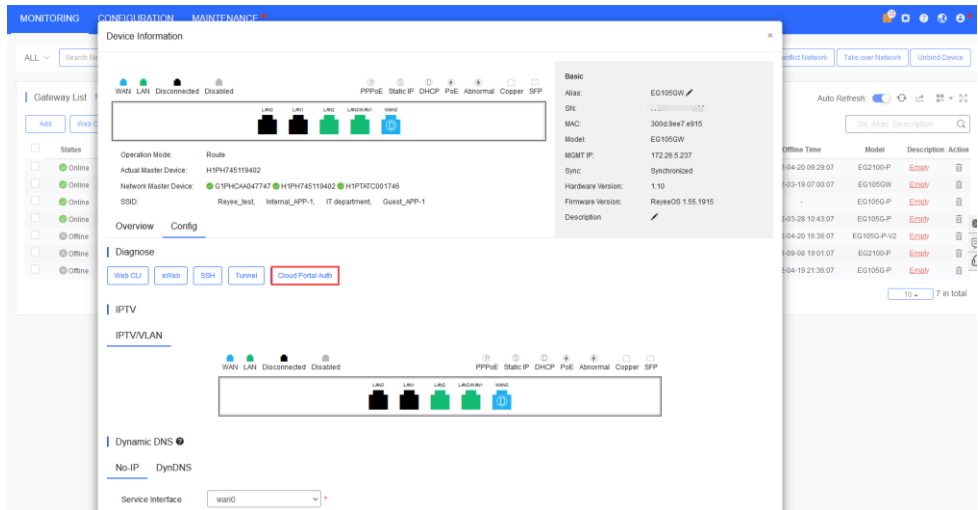 MONITORING CONFIGURATION MAINTENANCE
Device Information ×
ALL Search Ne
onflict Network Take over Network Unbind Device
WAN LAN Disconnected Disabled PPPoE Static IP DHCP PoE Abnormal Copper SFP
LAN0 LAN1 LAN2 LAN3/WAN1 WAN0
Basic
Alias: EG105GW
SN:
MAC: 300d.9ee7.e915
Model: EG105GW
MGMT IP: 172.26.5.237
Sync: Synchronized
Hardware Version: 1.10
Firmware Version: ReyeeOS 1.55.1915
Description
Operation Mode: Route
Actual Master Device: H1PH745119402
Network Master Device: G1PHCAA047747 H1PH745119402 H1PTATC001746
SSID: Reyee_test, Internal_APP-1, IT department, Guest_APP-1
Overview Config
Diagnose
Web CLI eWeb SSH Tunnel Cloud Portal Auth
IPTV
IPTV/VLAN
WAN LAN Disconnected Disabled PPPoE Static IP DHCP PoE Abnormal Copper SFP
LAN0 LAN1 LAN2 LAN3/WAN1 WAN0
Dynamic DNS
No-IP DynDNS
Service Interface wan0 *
Gateway List
Auto Refresh:
Add Web C
SN, Alias, Description
Status Offline Time Model Description Action
Online 2-04-20 09:29:07 EG2100-P Empty
Online 2-03-19 07:00:07 EG105GW Empty
Online - EG105G-P Empty
Online 2-03-28 10:43:07 EG105G-P Empty
Offline 2-04-20 16:36:07 EG105G-P-V2 Empty
Offline 1-09-08 19:01:07 EG2100-P Empty
Offline 2-04-19 21:36:07 EG105G-P Empty
10 7 in total